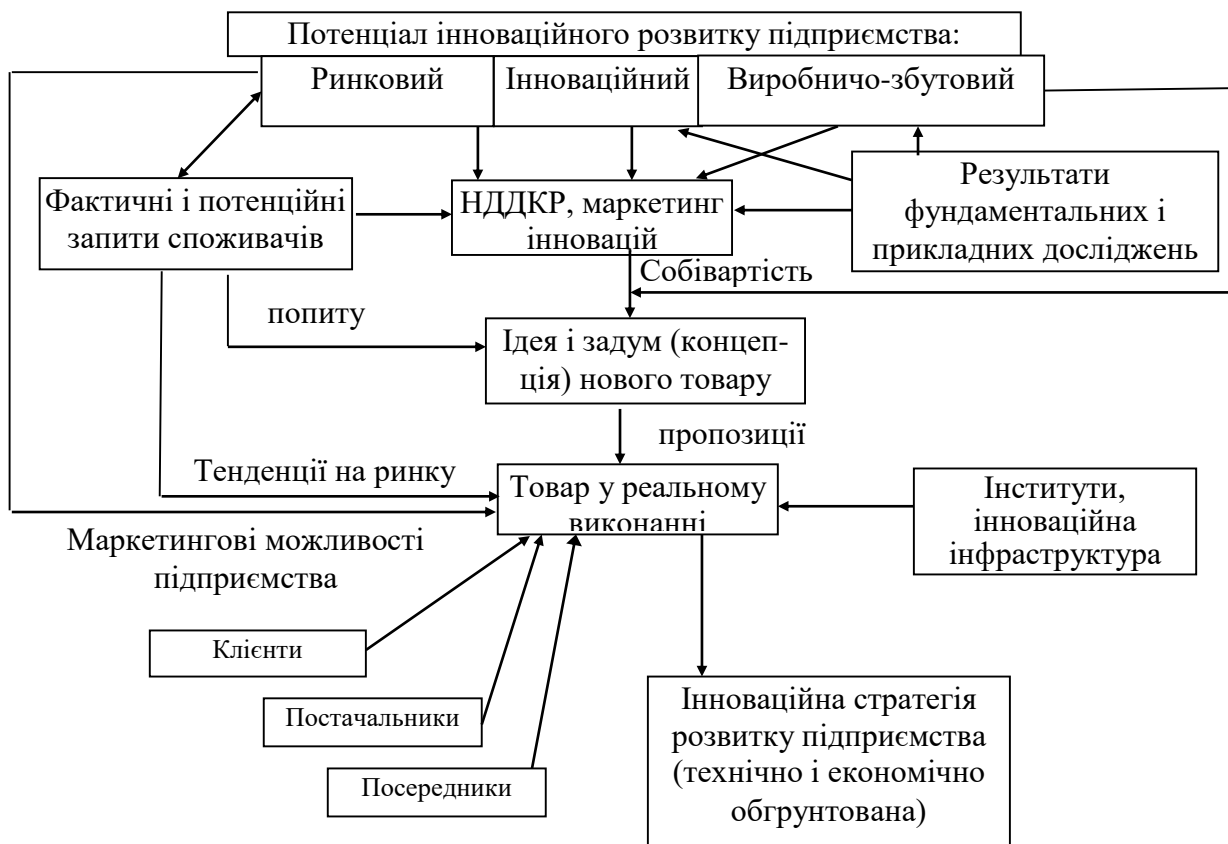 Потенціал інноваційного розвитку підприємства:
Ринковий
Інноваційний
Виробничо-збутовий
Фактичні і потенційні
запити споживачів
НДДКР, маркетинг
інновацій
Результати
фундаментальних і
прикладних досліджень
Собівартість
попиту
Ідея і задум (концеп-
ція) нового товару
пропозиції
Тенденції на ринку
Товар у реальному
виконанні
Інститути,
інноваційна
інфраструктура
Маркетингові можливості
підприємства
Клієнти
Постачальники
Посередники
Інноваційна стратегія
розвитку підприємства
(технічно і економічно
обгрунтована)